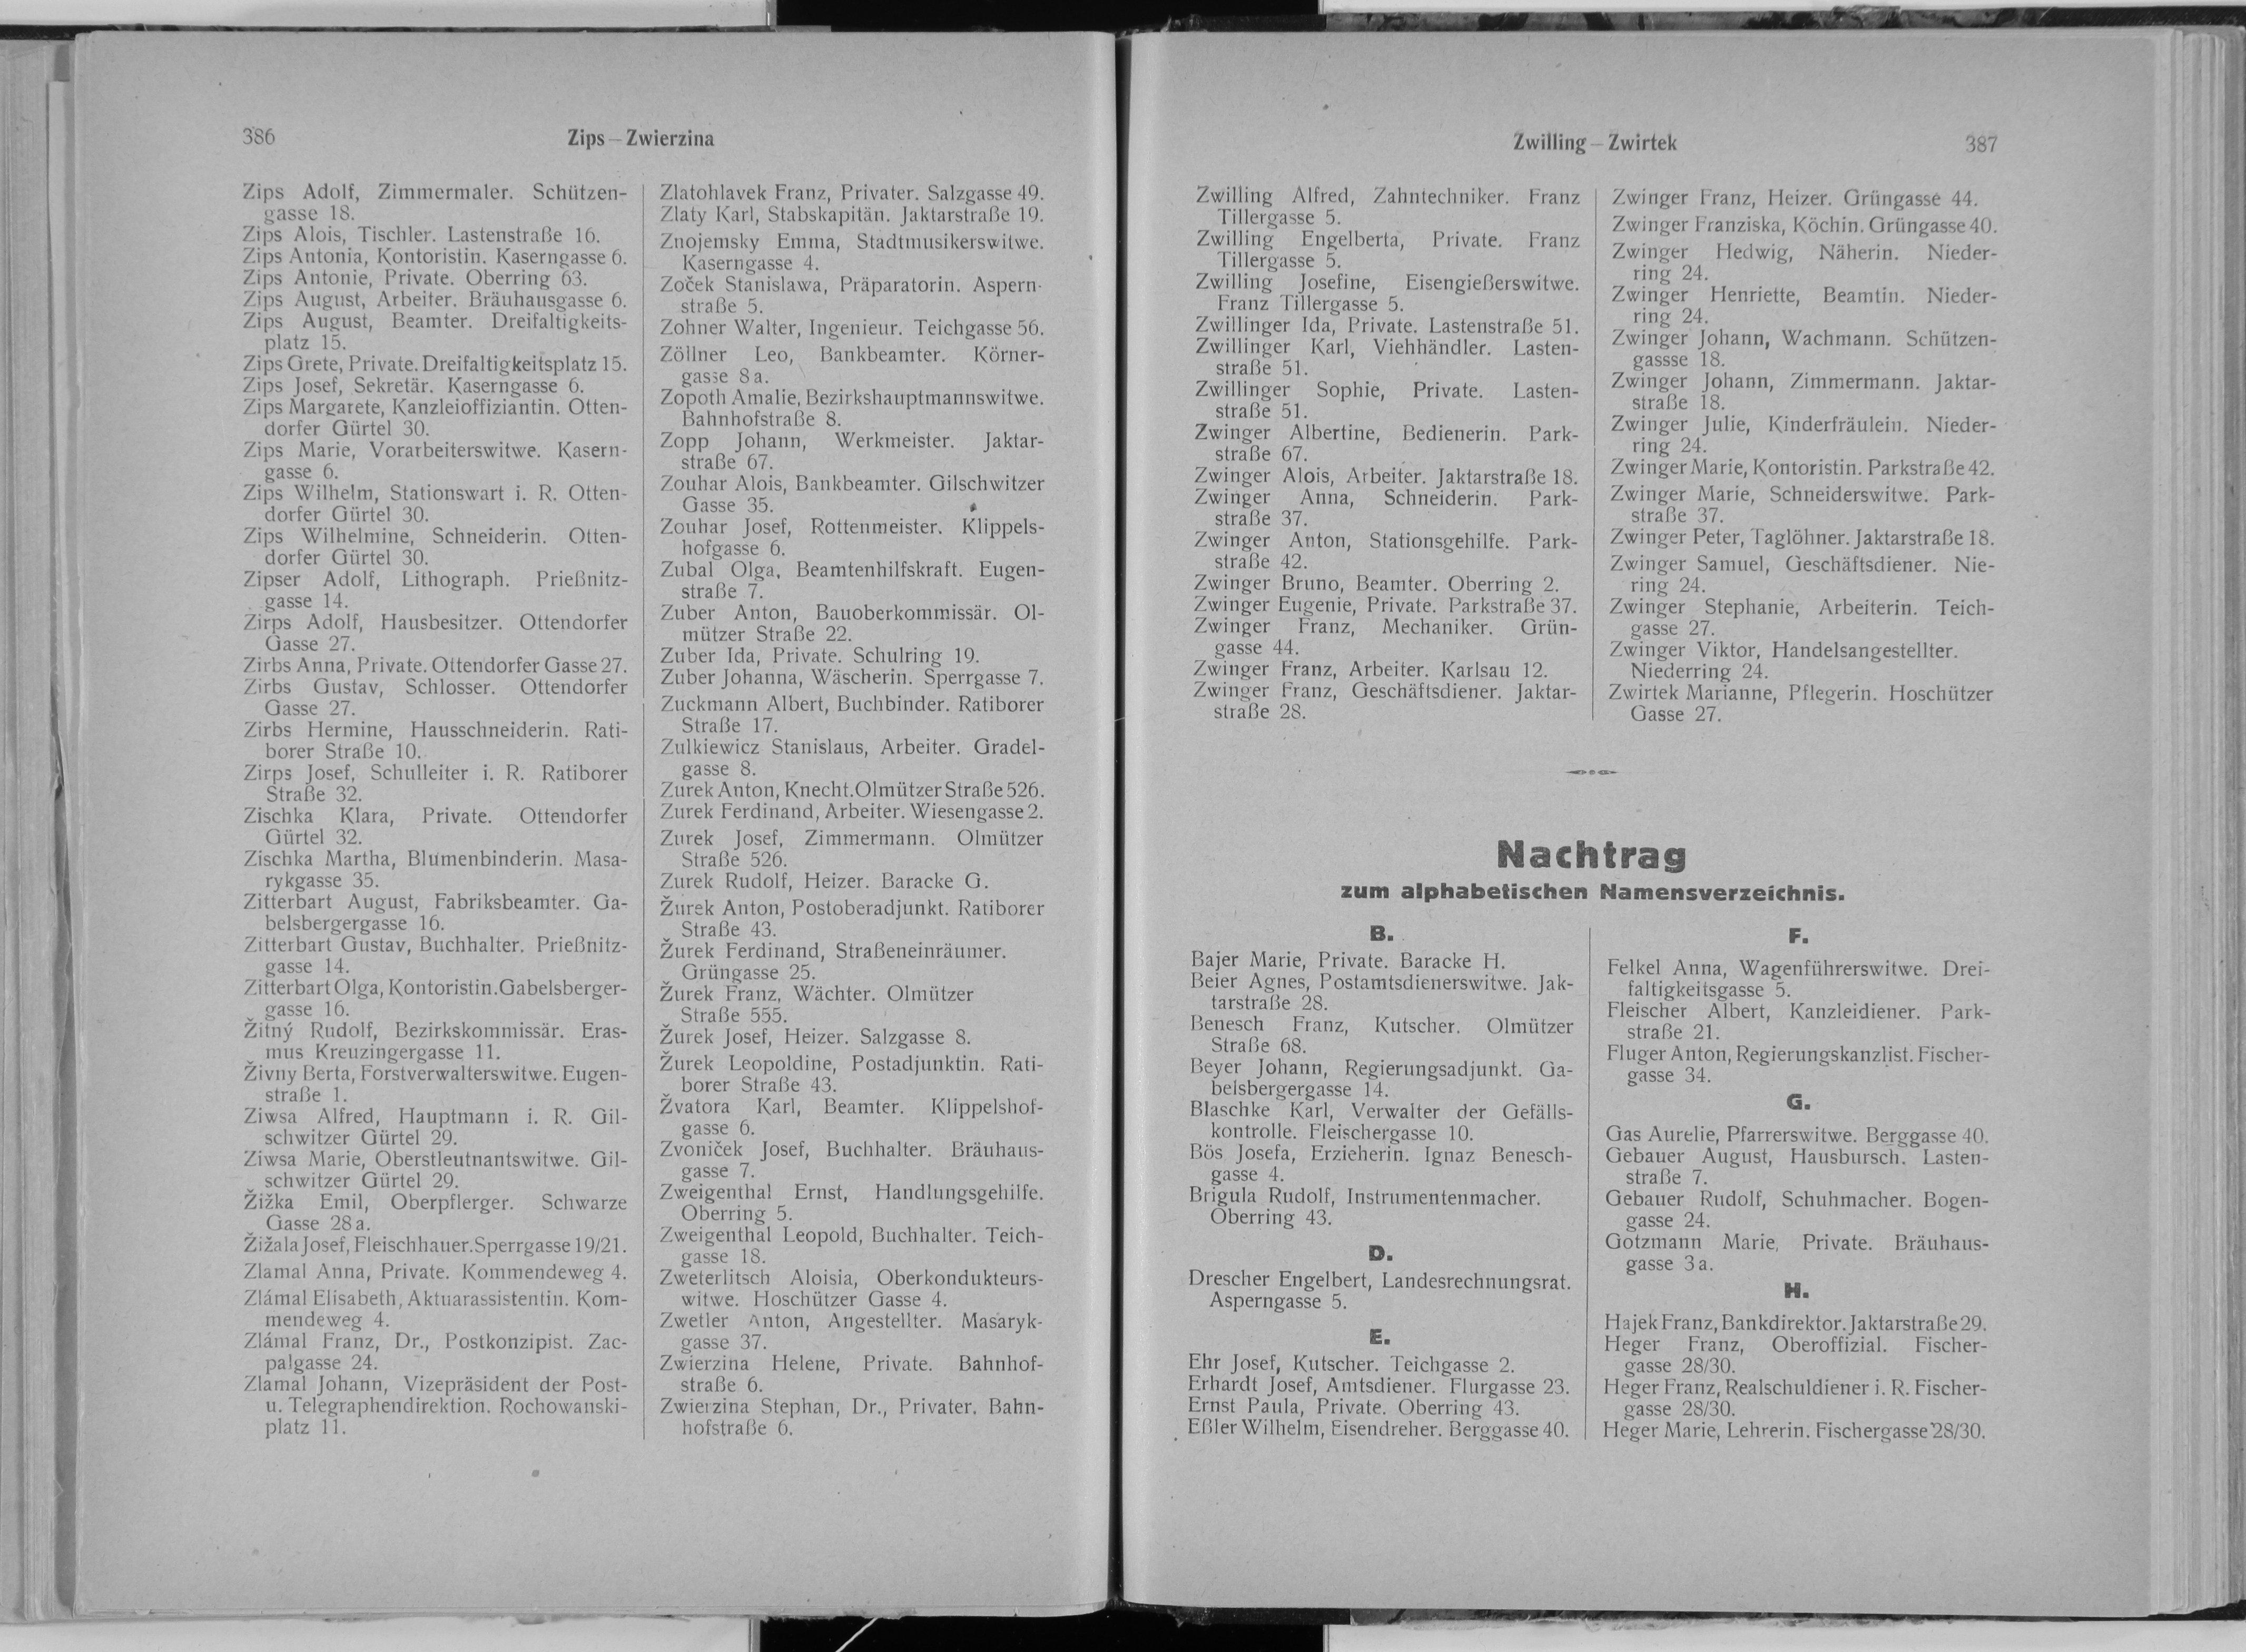 386
Zips – Zwierzina
Zips Adolf, Zimmermaler. Schützen-
gasse 18.
Zips Alois, Tischler. Lastenstraße 16.
Zips Antonia, Kontoristin. Kaserngasse 6.
Zips Antonie, Private. Oberring 63.
Zips August, Arbeiter. Bräuhausgasse 6.
Zips August, Beamter. Dreifaltigkeits-
platz 15.
Zips Grete, Private. Dreifaltigkeitsplatz 15.
Zips Josef, Sekretär. Kaserngasse 6.
Zips Margarete, Kanzleioffiziantin. Otten-
dorfer Gürtel 30.
Zips Marie, Vorarbeiterswitwe. Kasern-
gasse 6.
Zips Wilhelm, Stationswart i. R. Otten-
dorfer Gürtel 30.
Zips Wilhelmine, Schneiderin. Otten-
dorfer Gürtel 30.
Zipser Adolf, Lithograph. Prießnitz-
gasse 14.
Zirps Adolf, Hausbesitzer. Ottendorfer
Gasse 27.
Zirbs Anna, Private. Ottendorfer Gasse 27.
Zirbs Gustav, Schlosser. Ottendorfer
Gasse 27.
Zirbs Hermine, Hausschneiderin. Rati-
borer Straße 10.
Zirps Josef, Schulleiter i. R. Ratiborer
Straße 32.
Zischka Klara, Private. Ottendorfer
Gürtel 32.
Zischka Martha, Blumenbinderin. Masa-
rykgasse 35.
Zitterbart August, Fabriksbeamter. Ga-
belsbergergasse 16.
Zitterbart Gustav, Buchhalter. Prießnitz-
gasse 14.
Zitterbart Olga, Kontoristin. Gabelsberger-
gasse 16.
Žitný Rudolf, Bezirkskommissär. Eras-
mus Kreuzingergasse 11.
Živny Berta, Forstverwalterswitwe. Eugen-
straße 1.
Ziwsa Alfred, Hauptmann i. R. Gil-
schwitzer Gürtel 29.
Ziwsa Marie, Oberstleutnantswitwe. Gil-
schwitzer Gürtel 29.
Žižka Emil, Oberpflerger. Schwarze
Gasse 28 a.
Žižala Josef, Fleischhauer. Sperrgasse 19/21.
Zlamal Anna, Private. Kommendeweg 4.
Zlámal Elisabeth, Aktuarassistentin. Kom-
mendeweg 4.
Zlámal Franz, Dr., Postkonzipist. Zac-
palgasse 24.
Zlamal Johann, Vizepräsident der Post-
u. Telegraphendirektion. Rochowanski-
platz 11.
Zlatohlavek Franz, Privater. Salzgasse 49.
Zlaty Karl, Stabskapitän. Jaktarstraße 19.
Znojemsky Emma, Stadtmusikerswitwe.
Kaserngasse 4.
Zoček Stanislawa, Präparatorin. Aspern-
straße 5.
Zohner Walter, Ingenieur. Teichgasse 56.
Zöllner Leo, Bankbeamter. Körner-
gasse 8 a.
Zopoth Amalie, Bezirkshauptmannswitwe.
Bahnhofstraße 8.
Zopp Johann, Werkmeister. Jaktar-
straße 67.
Zouhar Alois, Bankbeamter. Gilschwitzer
Gasse 35.
Zouhar Josef, Rottenmeister. Klippels-
hofgasse 6.
Zubal Olga, Beamtenhilfskraft. Eugen-
straße 7.
Zuber Anton, Bauoberkommissär. Ol-
mützer Straße 22.
Zuber Ida, Private. Schulring 19.
Zuber Johanna, Wäscherin. Sperrgasse 7.
Zuckmann Albert, Buchbinder. Ratiborer
Straße 17.
Zulkiewicz Stanislaus, Arbeiter. Gradel-
gasse 8.
Zurek Anton, Knecht. Olmützer Straße 526.
Zurek Ferdinand, Arbeiter. Wiesengasse 2.
Zurek Josef, Zimmermann. Olmützer
Straße 526.
Zurek Rudolf, Heizer. Baracke G.
Žurek Anton, Postoberadjunkt. Ratiborer
Straße 43.
Žurek Ferdinand, Straßeneinräumer.
Grüngasse 25.
Žurek Franz, Wächter. Olmützer
Straße 555.
Žurek Josef, Heizer. Salzgasse 8.
Žurek Leopoldine, Postadjunktin. Rati-
borer Straße 43.
Žvatora Karl, Beamter. Klippelshof-
gasse 6.
Zvoniček Josef, Buchhalter. Bräuhaus-
gasse 7.
Zweigenthal Ernst, Handlungsgehilfe.
Oberring 5.
Zweigenthal Leopold, Buchhalter. Teich-
gasse 18.
Zweterlitsch Aloisia, Oberkondukteurs-
witwe. Hoschützer Gasse 4.
Zwetler Anton, Angestellter. Masaryk-
gasse 37.
Zwierzina Helene, Private. Bahnhof-
straße 6.
Zwierzina Stephan, Dr., Privater. Bahn-
hofstraße 6.
Zwilling – Zwirtek
387
Zwilling Alfred, Zahntechniker. Franz
Tillergasse 5.
Zwilling Engelberta, Private. Franz
Tillergasse 5.
Zwilling Josefine, Eisengießerswitwe.
Franz Tillergasse 5.
Zwillinger Ida, Private. Lastenstraße 51.
Zwillinger Karl, Viehhändler. Lasten-
straße 51.
Zwillinger Sophie, Private. Lasten-
straße 51.
Zwinger Albertine, Bedienerin. Park-
straße 67.
Zwinger Alois, Arbeiter. Jaktarstraße 18.
Zwinger Anna, Schneiderin. Park-
straße 37.
Zwinger Anton, Stationsgehilfe. Park-
straße 42.
Zwinger Bruno, Beamter. Oberring 2.
Zwinger Eugenie, Private. Parkstraße 37.
Zwinger Franz, Mechaniker. Grün-
gasse 44.
Zwinger Franz, Arbeiter. Karlsau 12.
Zwinger Franz, Geschäftsdiener. Jaktar-
straße 28.
Zwinger Franz, Heizer. Grüngasse 44.
Zwinger Franziska, Köchin. Grüngasse 40.
Zwinger Hedwig, Näherin. Nieder-
ring 24.
Zwinger Henriette, Beamtin. Nieder-
ring 24.
Zwinger Johann, Wachmann. Schützen-
gassse 18.
Zwinger Johann, Zimmermann. Jaktar-
straße 18.
Zwinger Julie, Kinderfräulein. Nieder-
ring 24.
Zwinger Marie, Kontoristin. Parkstraße 42.
Zwinger Marie, Schneiderswitwe. Park-
straße 37.
Zwinger Peter, Taglöhner. Jaktarstraße 18.
Zwinger Samuel, Geschäftsdiener. Nie-
ring 24.
Zwinger Stephanie, Arbeiterin. Teich-
gasse 27.
Zwinger Viktor, Handelsangestellter.
Niederring 24.
Zwirtek Marianne, Pflegerin. Hoschützer
Gasse 27.
Nachtrag
zum alphabetischen Namensverzeichnis.
B.
Bajer Marie, Private. Baracke H.
Beier Agnes, Postamtsdienerswitwe. Jak-
tarstraße 28.
Benesch Franz, Kutscher. Olmützer
Straße 68.
Beyer Johann, Regierungsadjunkt. Ga-
belsbergergasse 14.
Blaschke Karl, Verwalter der Gefälls-
kontrolle. Fleischergasse 10.
Bös Josefa, Erzieherin. Ignaz Benesch-
gasse 4.
Brigula Rudolf, Instrumentenmacher.
Oberring 43.
D.
Drescher Engelbert, Landesrechnungsrat.
Asperngasse 5.
E.
Ehr Josef, Kutscher. Teichgasse 2.
Erhardt Josef, Amtsdiener. Flurgasse 23.
Ernst Paula, Private. Oberring 43.
Eßler Wilhelm, Eisendreher. Berggasse 40.
F.
Felkel Anna, Wagenführerswitwe. Drei-
faltigkeitsgasse 5.
Fleischer Albert, Kanzleidiener. Park-
straße 21.
Fluger Anton, Regierungskanzlist. Fischer-
gasse 34.
G.
Gas Aurelie, Pfarrerswitwe. Berggasse 40.
Gebauer August, Hausbursch. Lasten-
straße 7.
Gebauer Rudolf, Schuhmacher. Bogen-
gasse 24.
Gotzmann Marie, Private. Bräuhaus-
gasse 3 a.
H.
Hajek Franz, Bankdirektor. Jaktarstraße 29.
Heger Franz, Oberoffizial. Fischer-
gasse 28/30.
Heger Franz, Realschuldiener i. R. Fischer-
gasse 28/30.
Heger Marie, Lehrerin. Fischergasse 28/30.